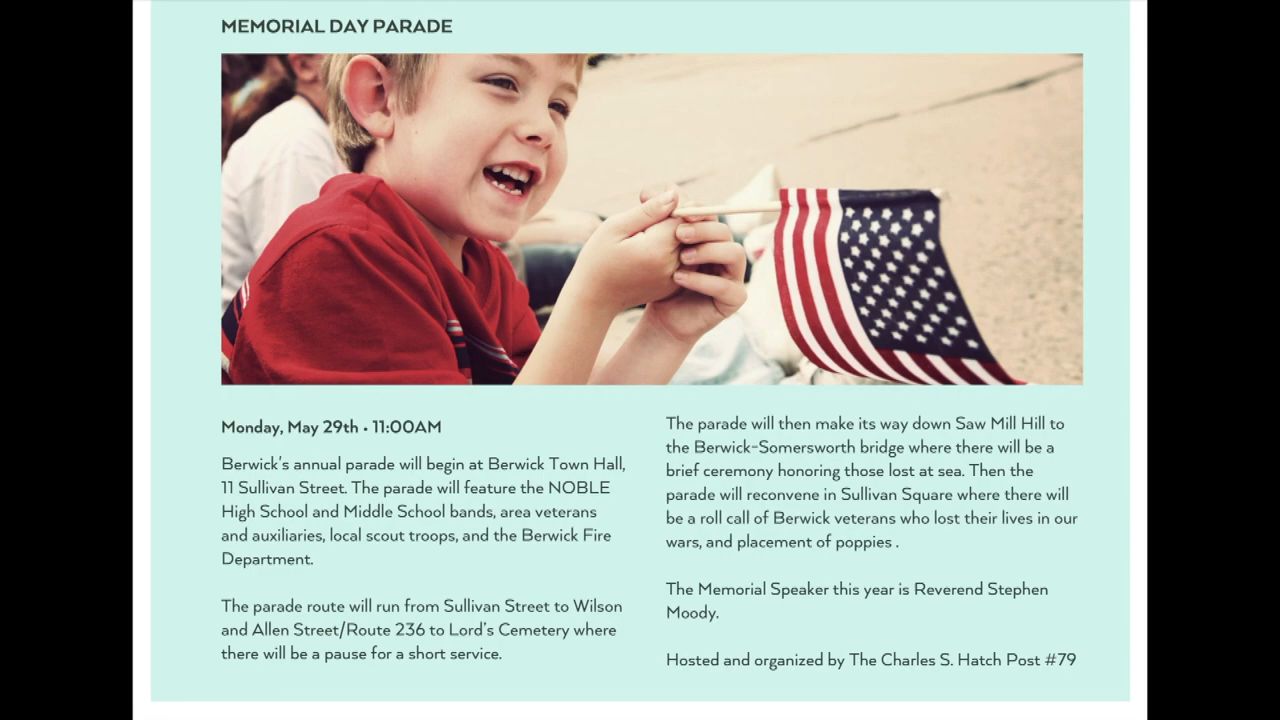 MEMORIAL DAY PARADE
Monday, May 29th • 11:00AM
Berwick's annual parade will begin at Berwick Town Hall,
11 Sullivan Street. The parade will feature the NOBLE
High School and Middle School bands, area veterans
and auxiliaries, local scout troops, and the Berwick Fire
Department.
The parade route will run from Sullivan Street to Wilson
and Allen Street/Route 236 to Lord's Cemetery where
there will be a pause for a short service.
The parade will then make its way down Saw Mill Hill to
the Berwick-Somersworth bridge where there will be a
brief ceremony honoring those lost at sea. Then the
parade will reconvene in Sullivan Square where there will
be a roll call of Berwick veterans who lost their lives in our
wars, and placement of poppies .
The Memorial Speaker this year is Reverend Stephen
Moody.
Hosted and organized by The Charles S. Hatch Post #79